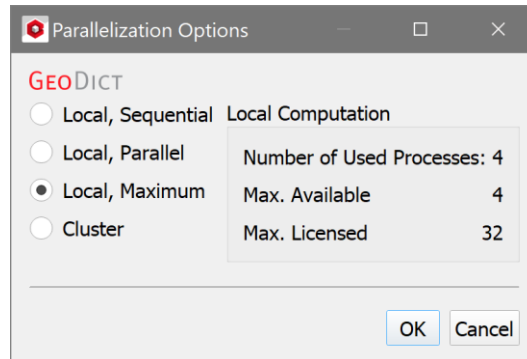 Parallelization Options
GEODICT
Local, Sequential
Local, Parallel
Local, Maximum
Cluster
Local Computation
Number of Used Processes: 4
Max. Available 4
Max. Licensed 32
OK Cancel